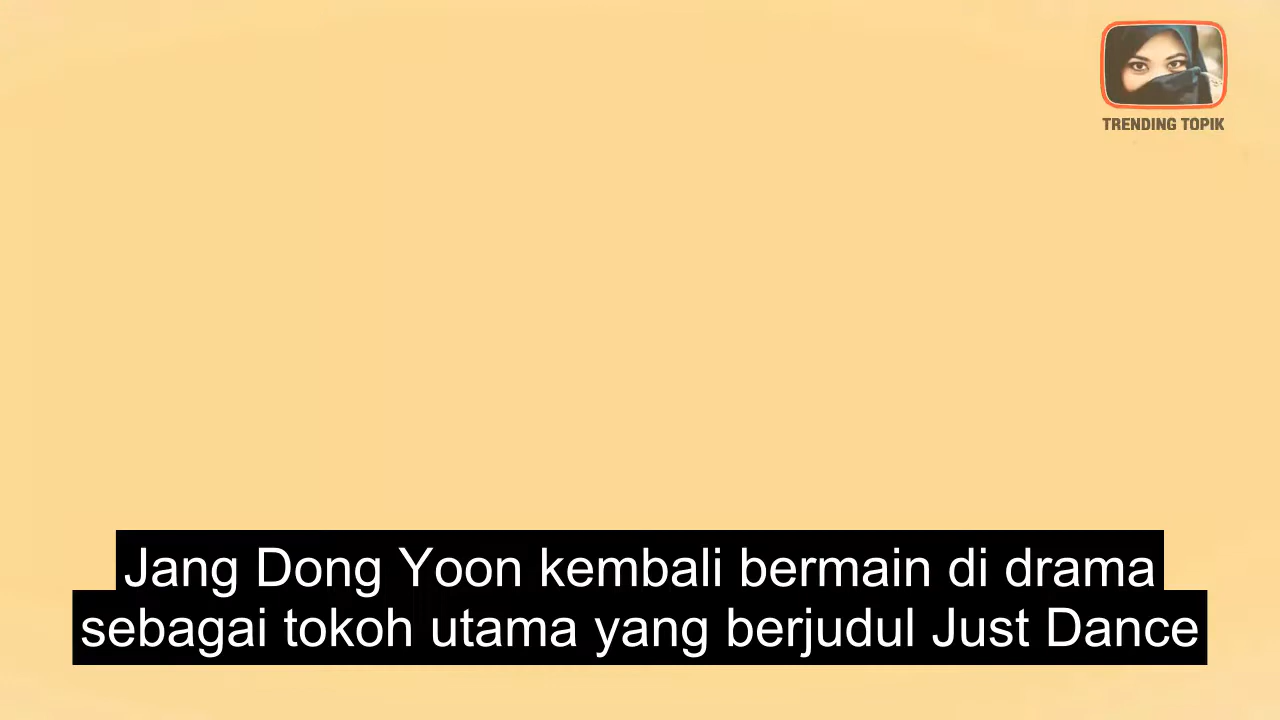 TRENDING TOPIK
Jang Dong Yoon kembali bermain di drama
sebagai tokoh utama yang berjudul Just Dance